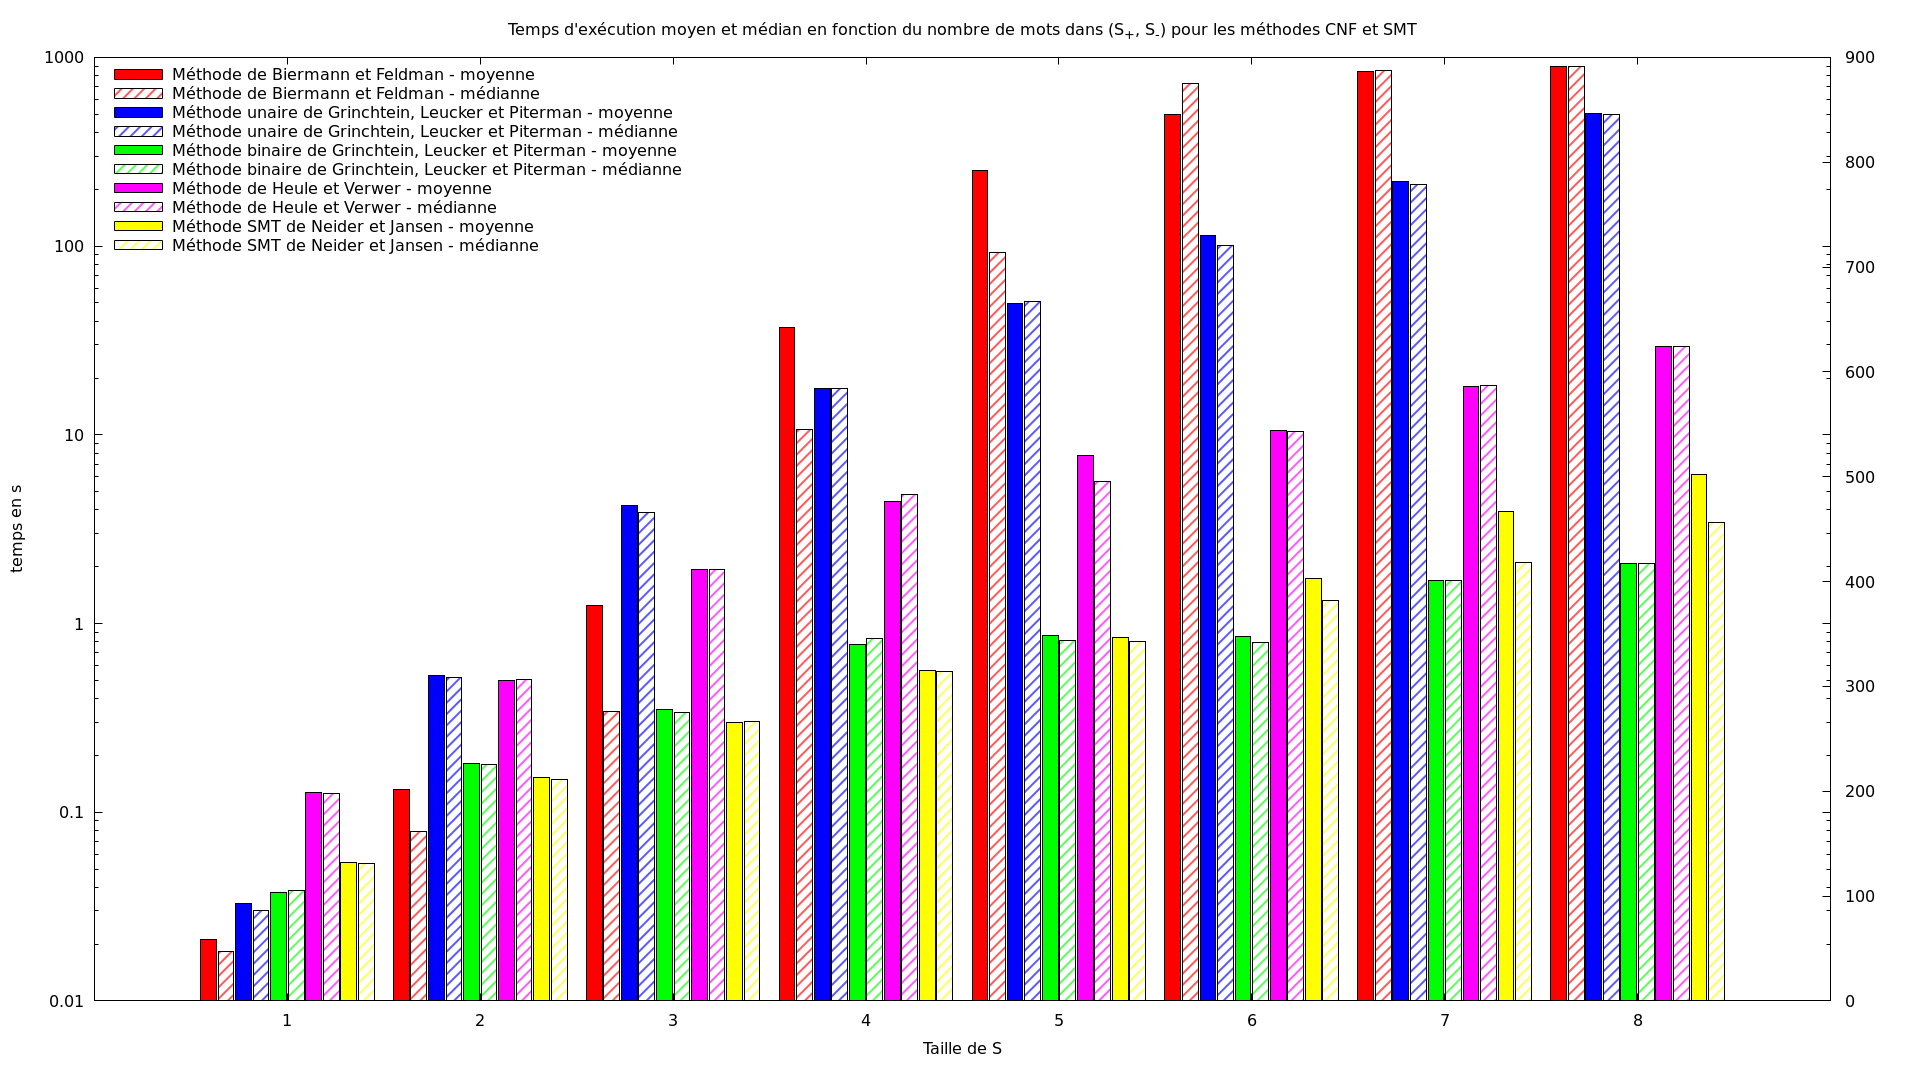 Temps d'exécution moyen et médian en fonction du nombre de mots dans (S+, S-) pour les méthodes CNF et SMT
Méthode de Biermann et Feldman - moyenne
Méthode de Biermann et Feldman - médianne
Méthode unaire de Grinchtein, Leucker et Piterman - moyenne
Méthode unaire de Grinchtein, Leucker et Piterman - médianne
Méthode binaire de Grinchtein, Leucker et Piterman - moyenne
Méthode binaire de Grinchtein, Leucker et Piterman - médianne
Méthode de Heule et Verwer - moyenne
Méthode de Heule et Verwer - médianne
Méthode SMT de Neider et Jansen - moyenne
Méthode SMT de Neider et Jansen - médianne
temps en s
1000
100
10
1
0.1
0.01
900
800
700
600
500
400
300
200
100
0
1 2 3 4 5 6 7 8
Taille de S